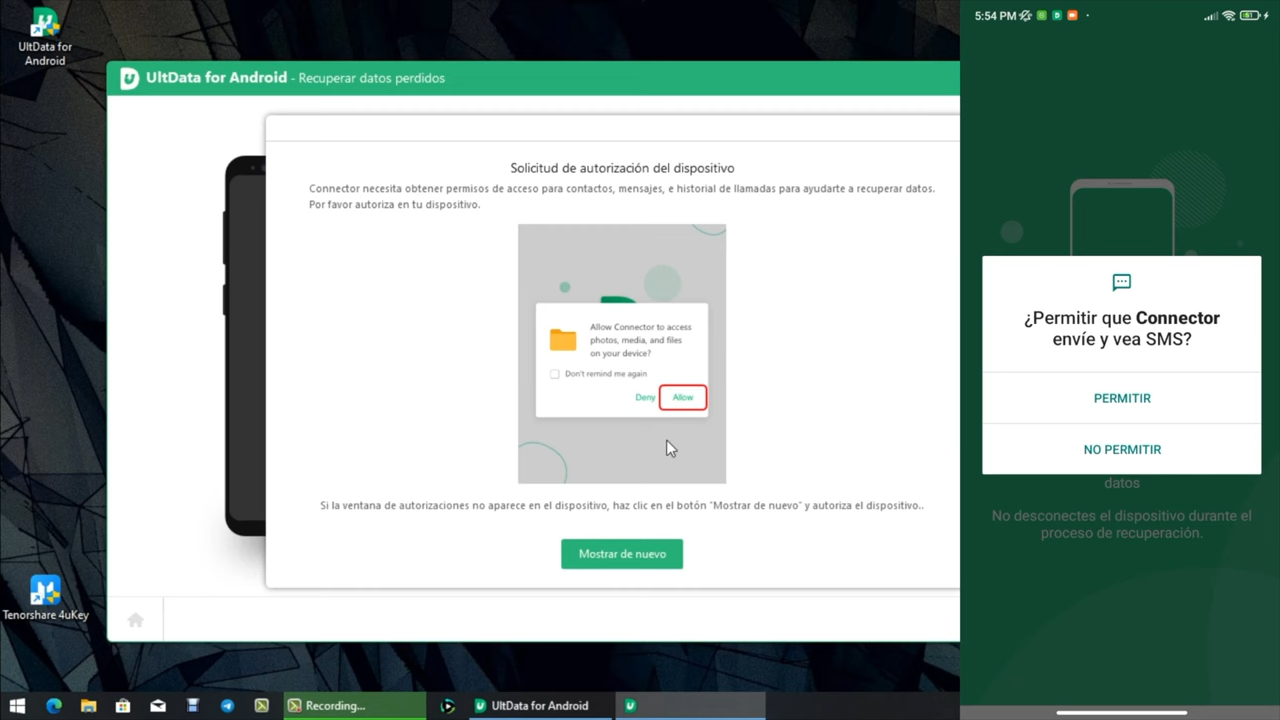 UltData for
Android
UltData for Android - Recuperar datos perdidos
Solicitud de autorización del dispositivo
Connector necesita obtener permisos de acceso para contactos, mensajes, e historial de llamadas para ayudarte a recuperar datos.
Por favor autoriza en tu dispositivo.
Allow Connector to access
photos, media, and files
on your device?
Don't remind me again
Deny
Allow
Si la ventana de autorizaciones no aparece en el dispositivo, haz clic en el botón "Mostrar de nuevo" y autoriza el dispositivo..
Mostrar de nuevo
Tenorshare 4uKey
Recording...
UltData for Android
5:54 PM
51
¿Permitir que Connector
envíe y vea SMS?
PERMITIR
NO PERMITIR
datos
No desconectes el dispositivo durante el
proceso de recuperación.